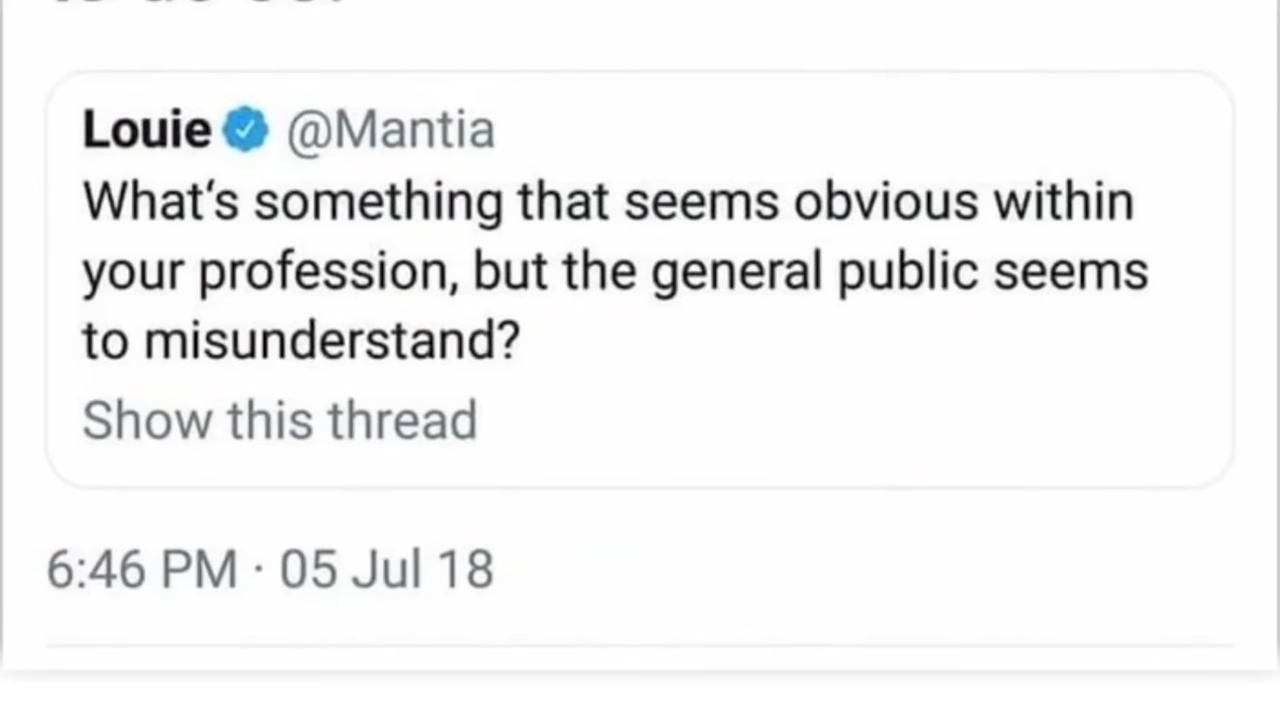 Louie @Mantia
What‘s something that seems obvious within
your profession, but the general public seems
to misunderstand?
Show this thread
6:46 PM · 05 Jul 18